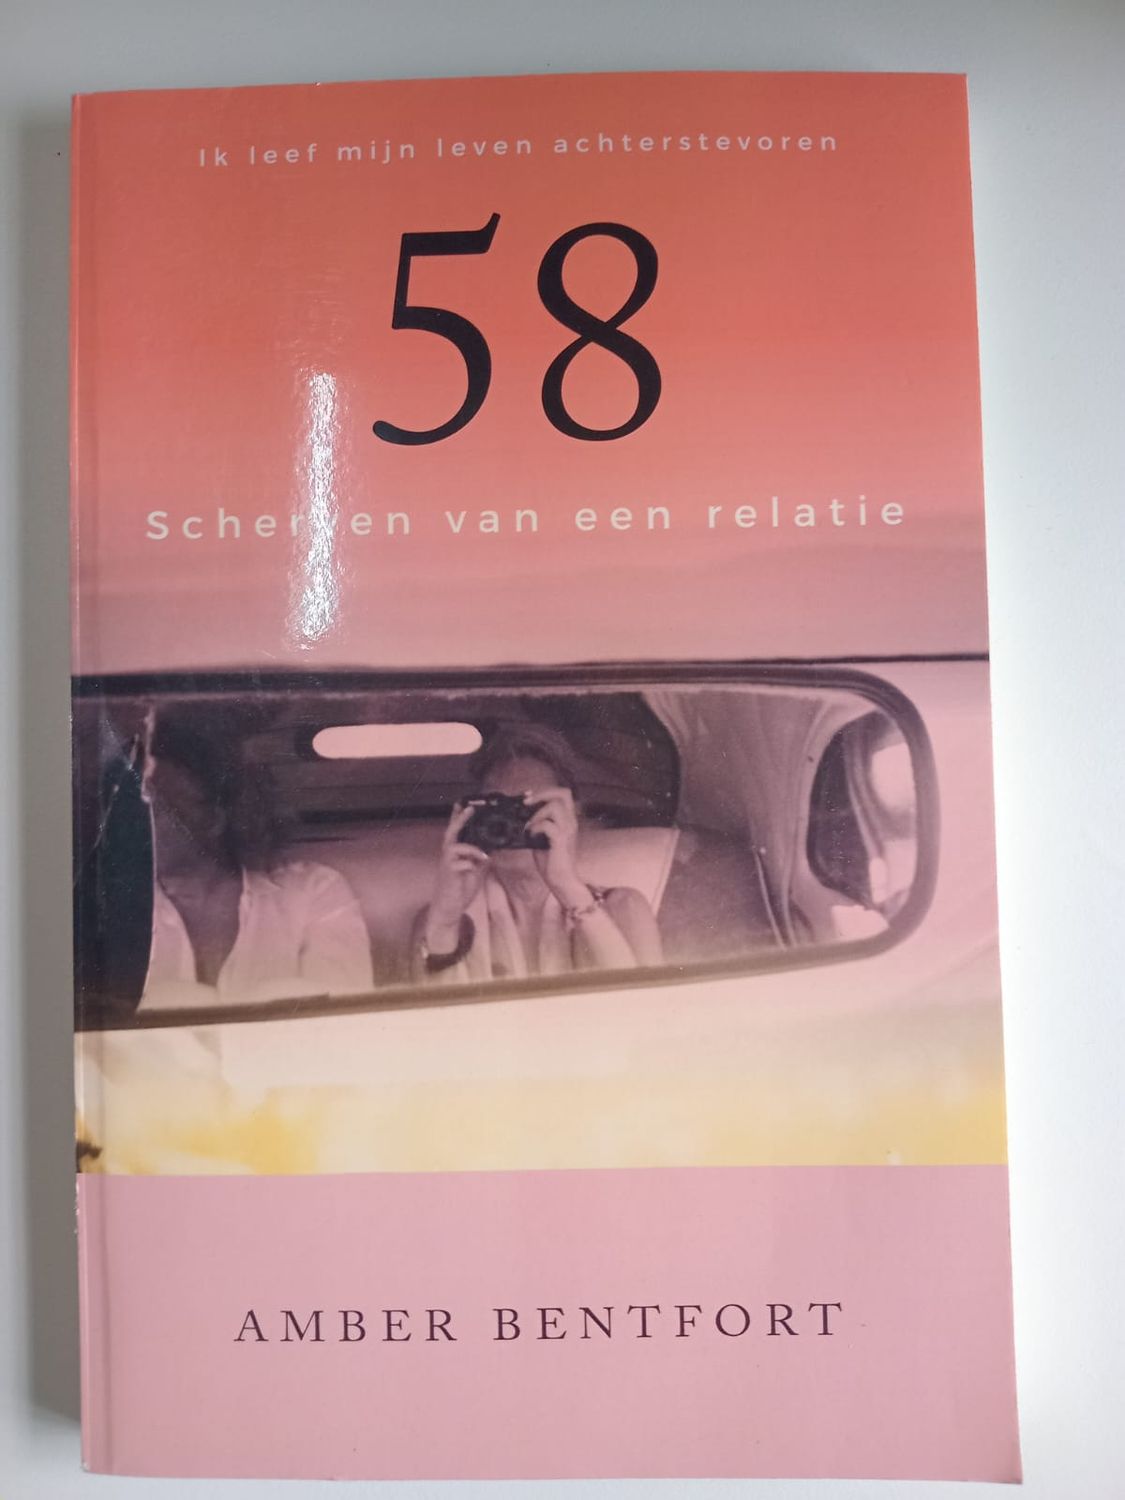 Ik leef mijn leven achterstevoren
58
Scherven van een relatie
AMBER BENTFORT